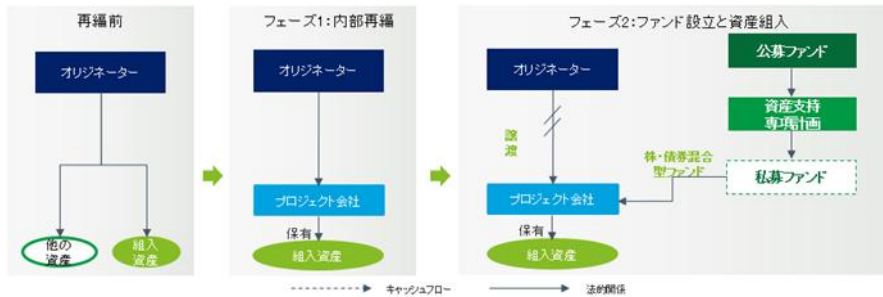 再編前
オリジネーター
他の
資産
組入
資産
フェーズ1:内部再編
オリジネーター
プロジェクト会社
保有
組入資産
フェーズ2:ファンド設立と資産組入
オリジネーター
譲
渡
プロジェクト会社
保有
組入資産
公募ファンド
資産支持
専項計画
株・債券混合
型ファンド
私募ファンド
キャッシュフロー
法的関係